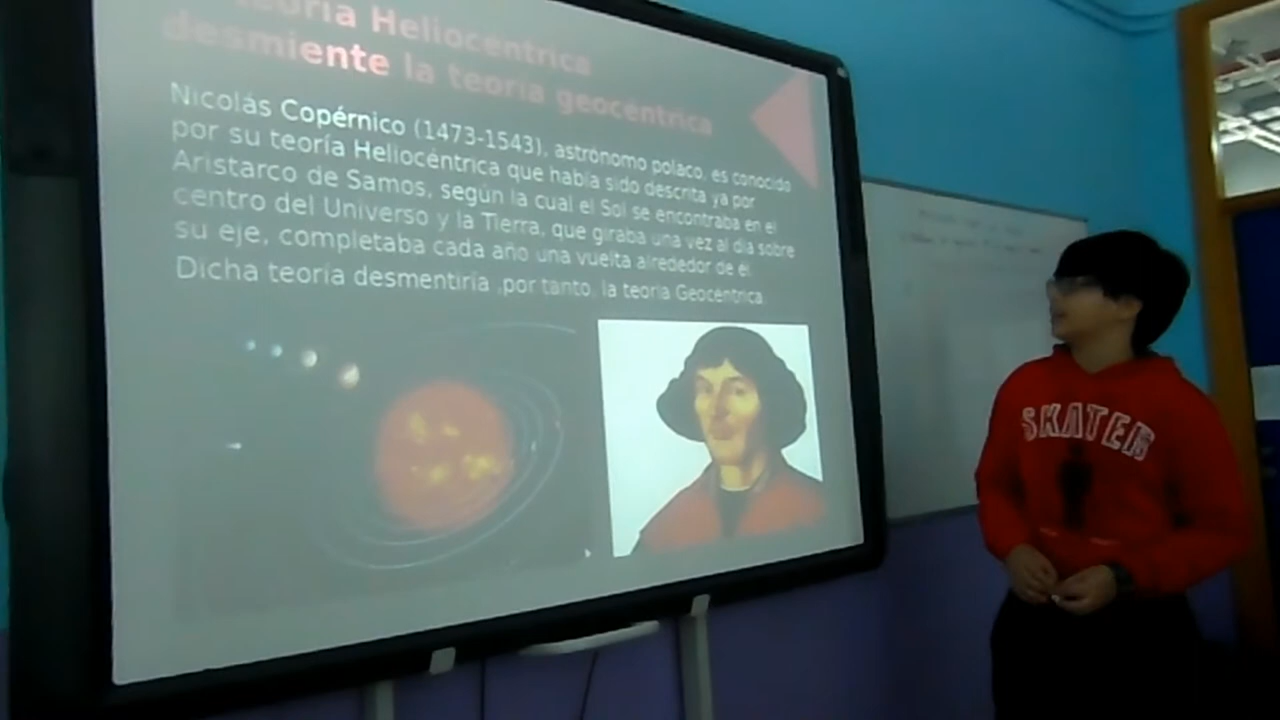 teoría Heliocentrica
desmiente la teoria geocéntrica
Nicolás Copérnico (1473-1543), astrónomo polaco, es conocido
por su teoría Heliocéntrica que había sido descrita ya por
Aristarco de Samos, según la cual el Sol se encontraba en el
centro del Universo y la Tierra, que giraba una vez al día sobre
su eje, completaba cada año una vuelta alrededor de él
Dicha teoría desmentiría ,por tanto, la teoría Geocéntrica
SKATER